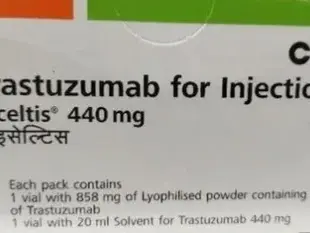 C
rastuzumab for Injectio
celtis® 440 mg
इसेल्टिस
Each pack contains
1 vial with 858 mg of Lyophilised powder containing
of Trastuzumab
1 vial with 20 ml Solvent for Trastuzumab 440 mg